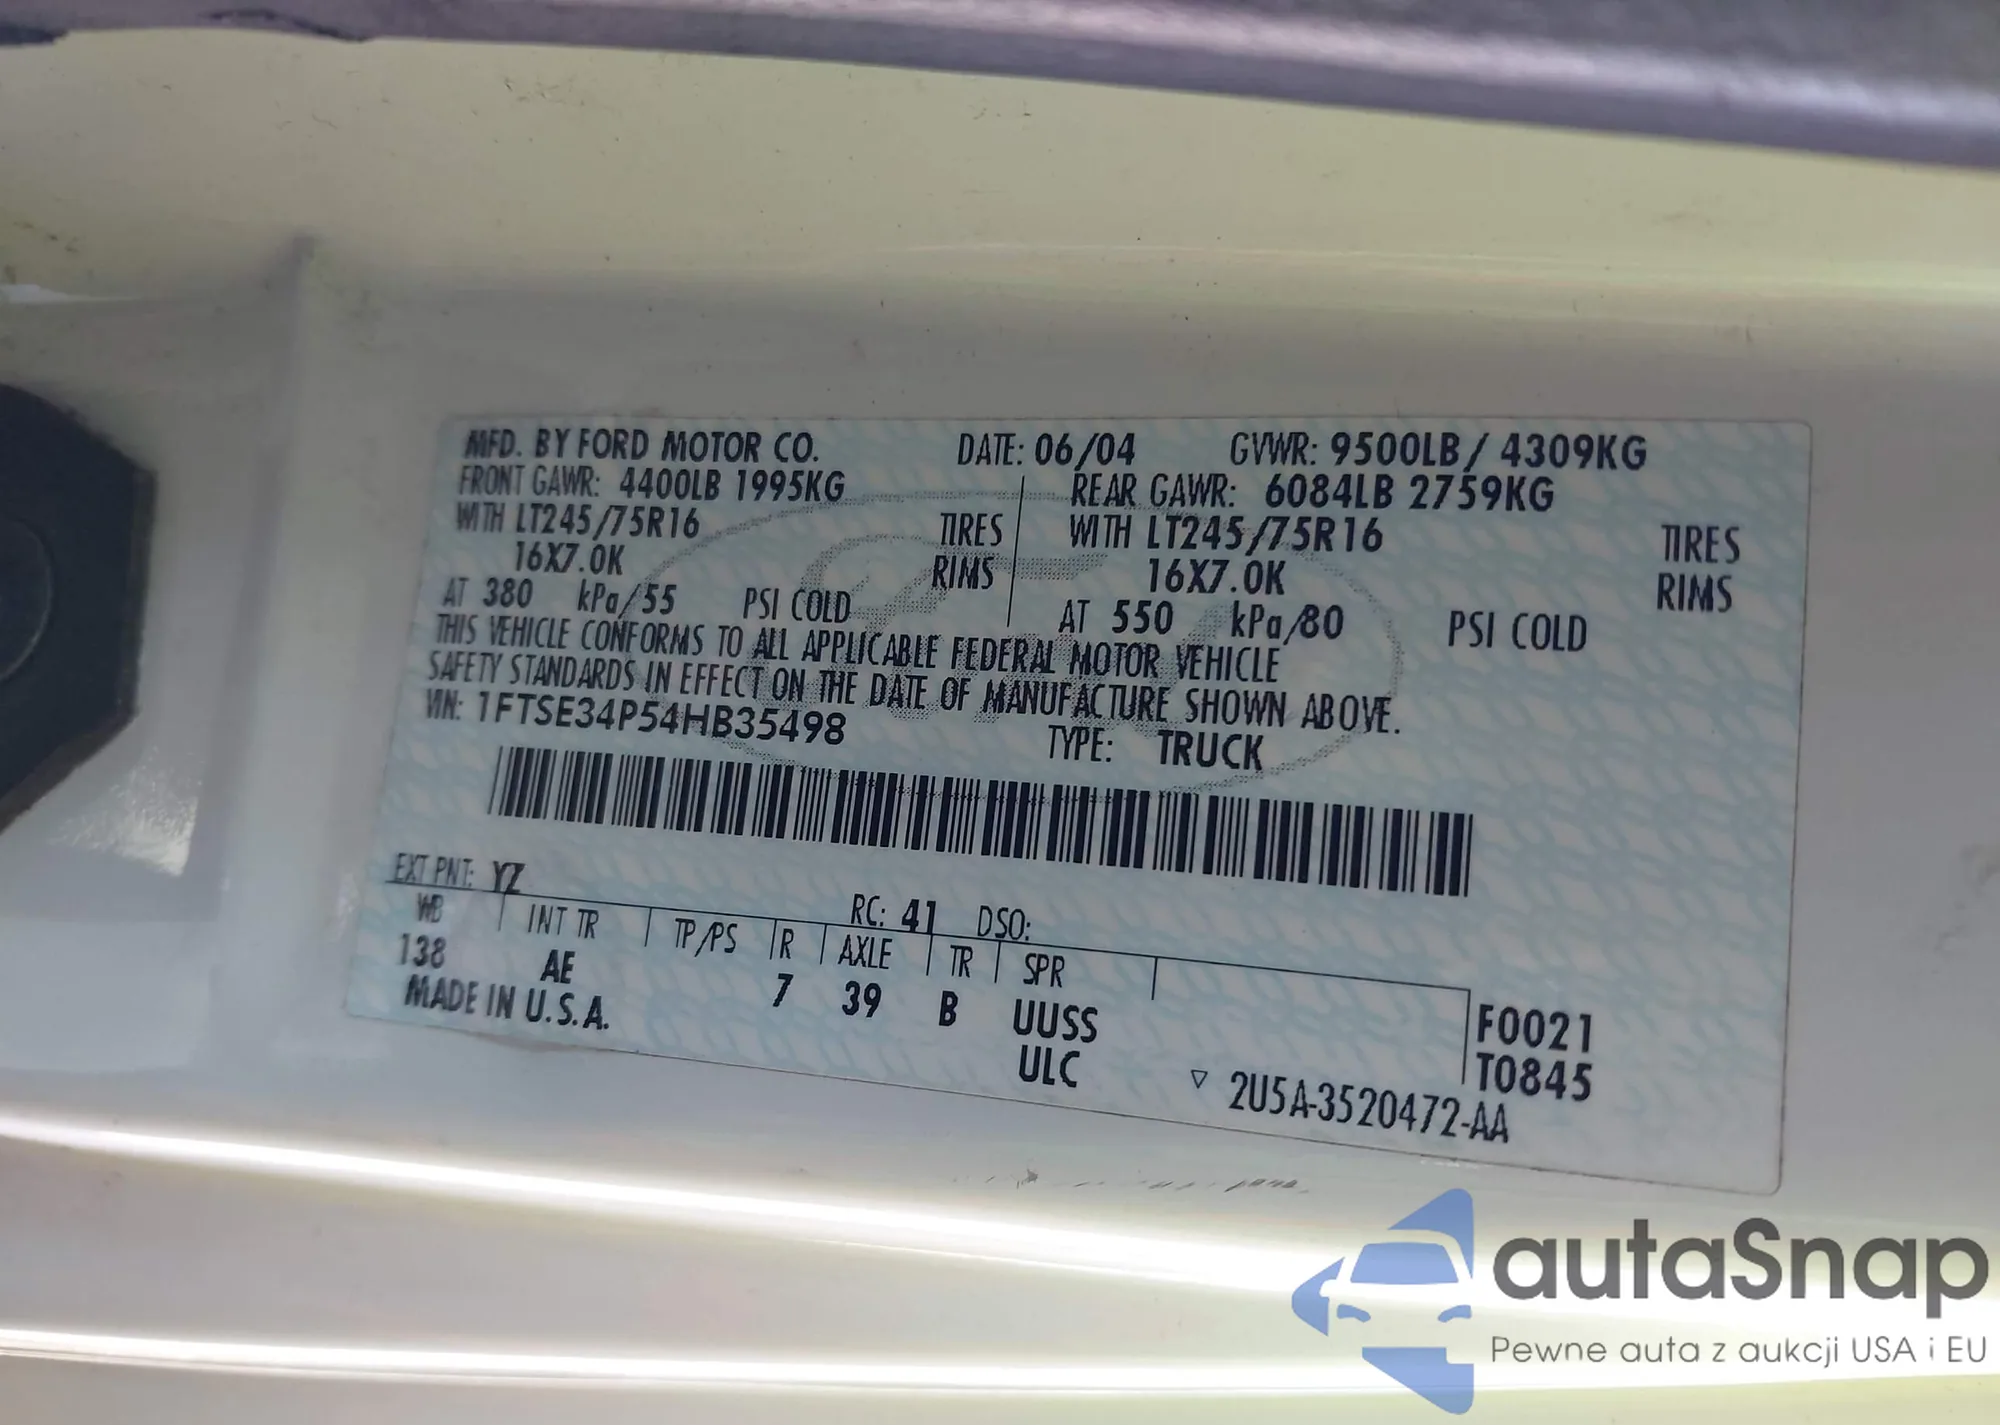 MFD. BY FORD MOTOR CO. DATE: 06/04 GVWR: 9500LB/ 4309KG
FRONT GAWR: 4400LB 1995KG REAR GAWR: 6084LB 2759KG
WITH LT245/75R16 TIRES WITH LT245/75R16 TIRES
16X7.0K RIMS 16X7.0K RIMS
AT 380 kPa/55 PSI COLD AT 550 kPa/80 PSI COLD
THIS VEHICLE CONFORMS TO ALL APPLICABLE FEDERAL MOTOR VEHICLE
SAFETY STANDARDS IN EFFECT ON THE DATE OF MANUFACTURE SHOWN ABOVE.
VIN: 1FTSE34P54HB35498 TYPE: TRUCK
EXT PNT: YZ RC: 41 DSO:
WB INT TR TP/PS R AXLE TR SPR
138 AE 7 39 B UUSS F0021
MADE IN U.S.A. ULC T0845
▽ 2U5A-3520472-AA
autaSnap
Pewne auta z aukcji USA i EU